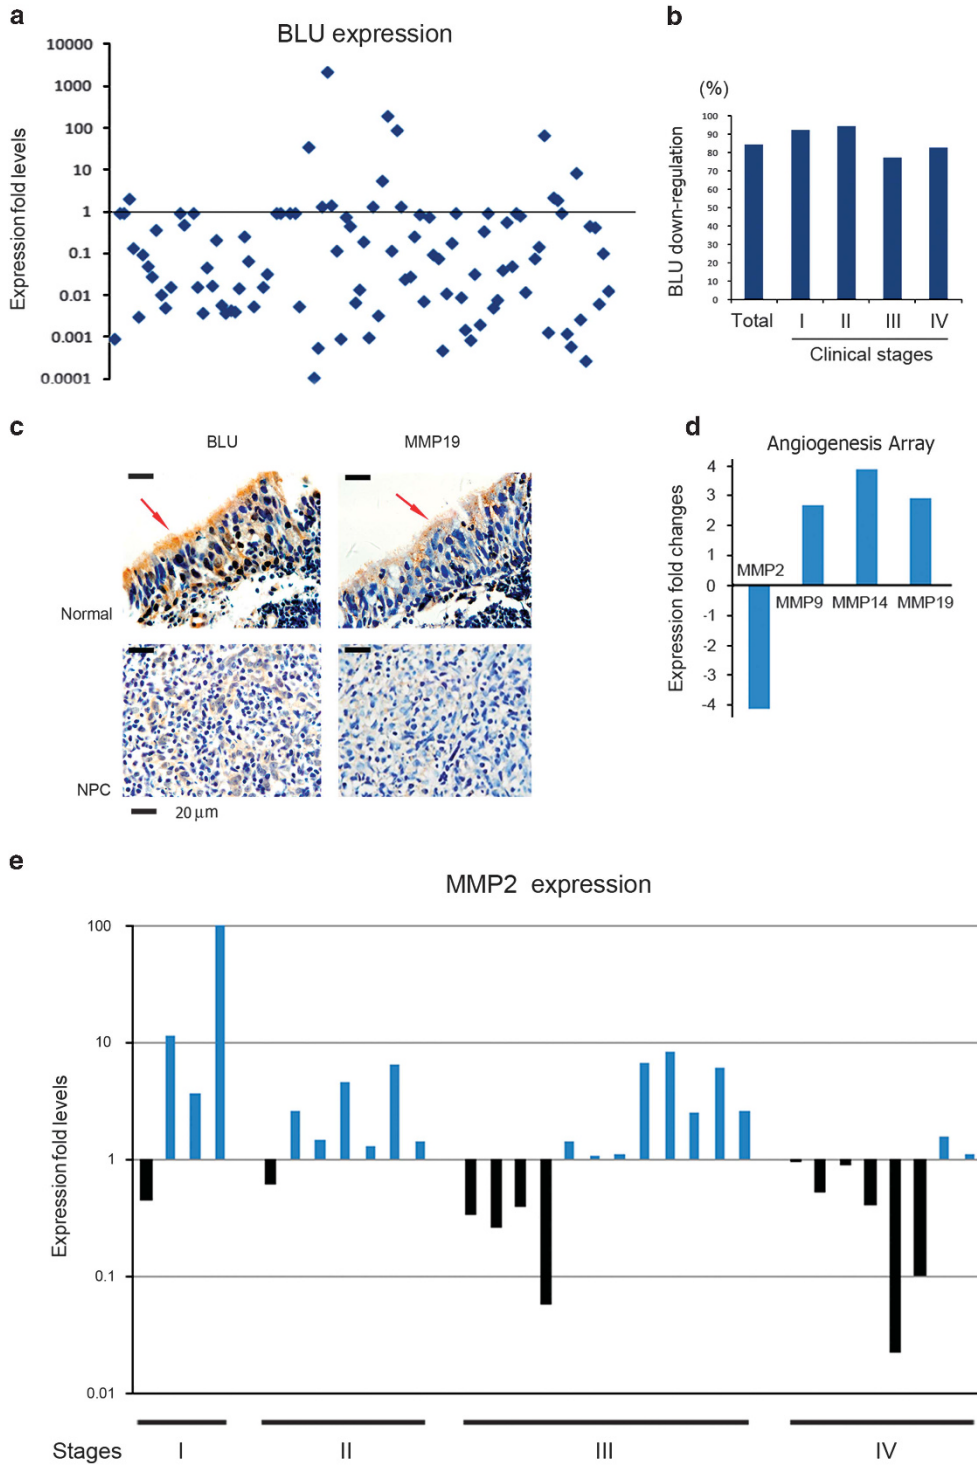 a
BLU expression
Expression fold levels
10000
1000
100
10
1
0.1
0.01
0.001
0.0001
b
(%)
BLU down-regulation
100
90
80
70
60
50
40
30
20
10
0
Total I II III IV
Clinical stages
c
BLU MMP19
Normal
NPC
20 μm
d
Angiogenesis Array
Expression fold changes
4
3
2
1
0
-1
-2
-3
-4
MMP2
MMP9 MMP14 MMP19
e
MMP2 expression
Expression fold levels
100
10
1
0.1
0.01
Stages I II III IV